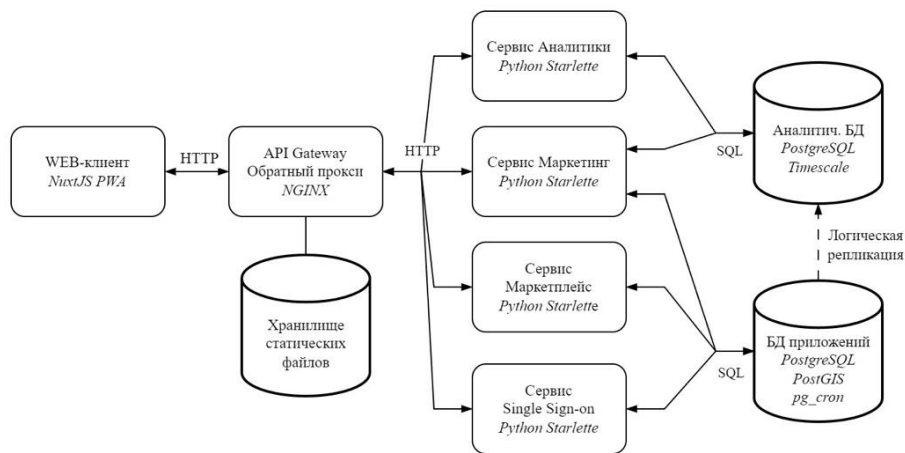 WEB-клиент
NuxtJS PWA
HTTP
API Gateway
Обратный прокси
NGINX
Хранилище
статических
файлов
HTTP
Сервис Аналитики
Python Starlette
Сервис Маркетинг
Python Starlette
Сервис
Маркетплейс
Python Starlette
Сервис
Single Sign-on
Python Starlette
SQL
Аналитич. БД
PostgreSQL
Timescale
Логическая
репликация
SQL
БД приложений
PostgreSQL
PostGIS
pg_cron